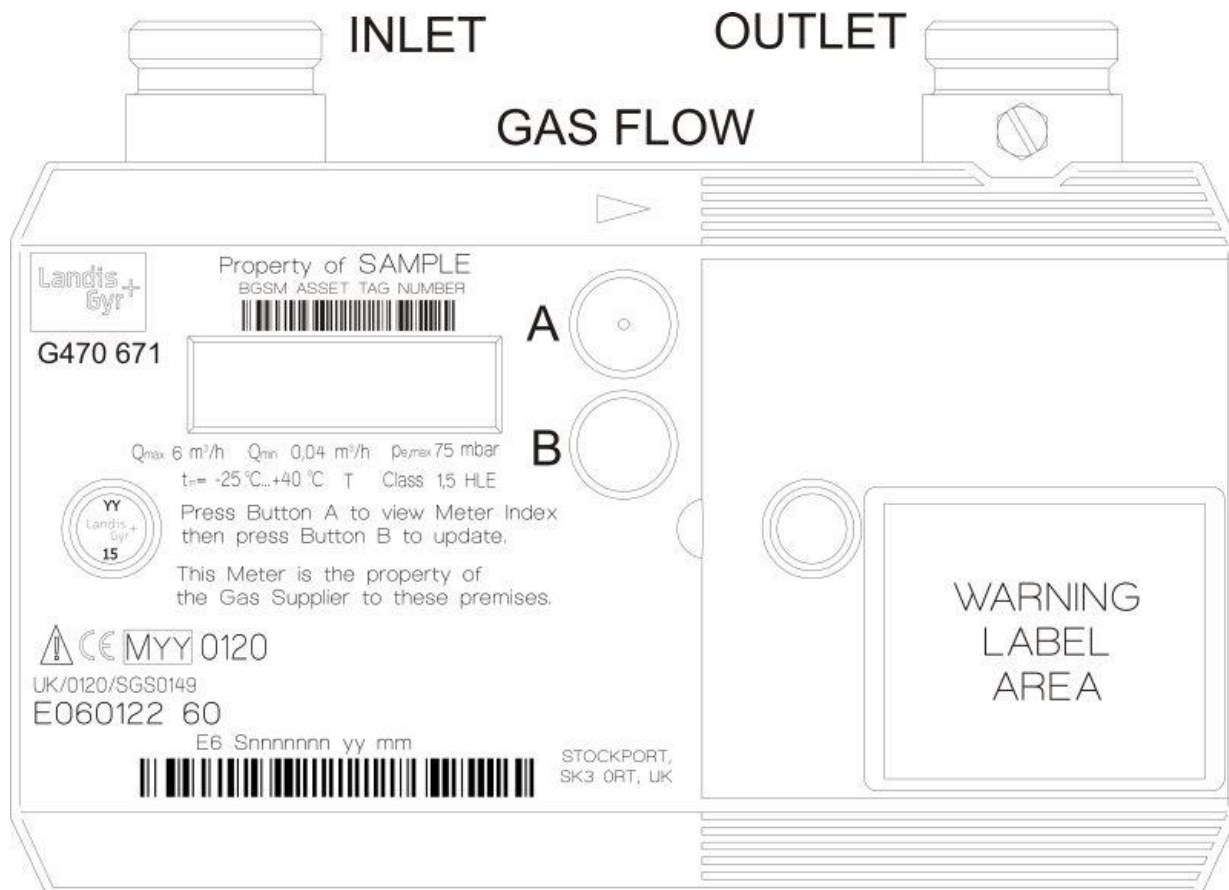 INLET
OUTLET
GAS FLOW
Landis
Gyr+
Property of SAMPLE
BGSM ASSET TAG NUMBER
G470 671
A
B
Qmax 6 m³/h Qmin 0,04 m³/h pe,max 75 mbar
tm= -25 °C...+40 °C T Class 1,5 HLE
YY
Landis
Gyr+
15
Press Button A to view Meter Index
then press Button B to update.
This Meter is the property of
the Gas Supplier to these premises.
CE MYY 0120
UK/0120/SGS0149
E060122 60
E6 Snnnnnnn yy mm
STOCKPORT,
SK3 0RT, UK
WARNING
LABEL
AREA